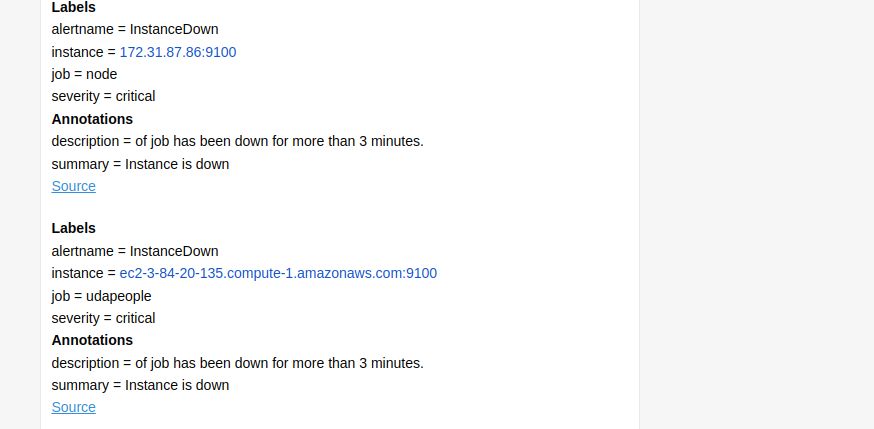 Labels
alertname = InstanceDown
instance = 172.31.87.86:9100
job = node
severity = critical
Annotations
description = of job has been down for more than 3 minutes.
summary = Instance is down
Source
Labels
alertname = InstanceDown
instance = ec2-3-84-20-135.compute-1.amazonaws.com:9100
job = udapeople
severity = critical
Annotations
description = of job has been down for more than 3 minutes.
summary = Instance is down
Source